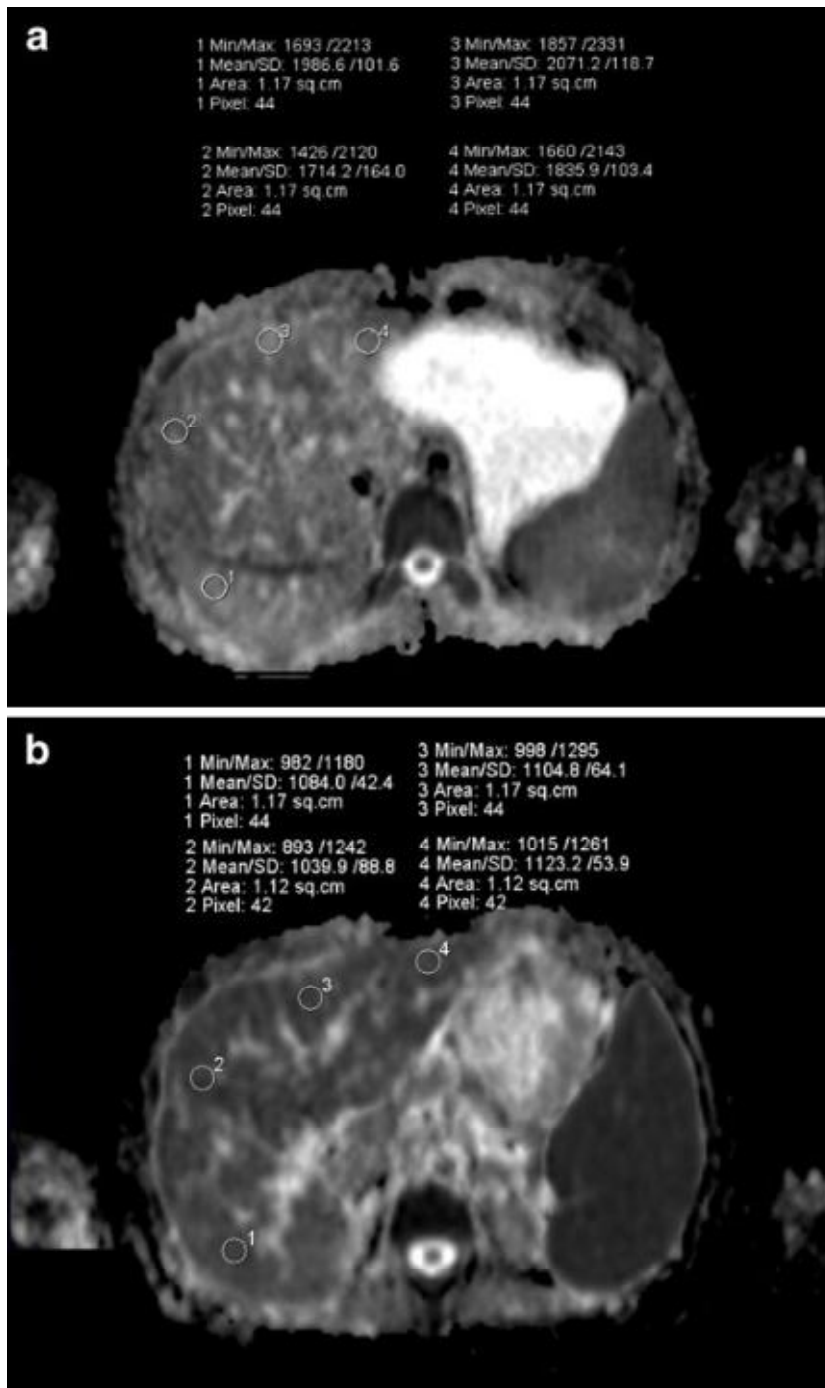 a
1 Min/Max: 1693 /2213
1 Mean/SD: 1986.6 /101.6
1 Area: 1.17 sq.cm
1 Pixel: 44
3 Min/Max: 1857 /2331
3 Mean/SD: 2071.2 /118.7
3 Area: 1.17 sq.cm
3 Pixel: 44
2 Min/Max: 1426 /2120
2 Mean/SD: 1714.2 /164.0
2 Area: 1.17 sq.cm
2 Pixel: 44
4 Min/Max: 1660 /2143
4 Mean/SD: 1835.9 /103.4
4 Area: 1.17 sq.cm
4 Pixel: 44
3
4
2
1
b
1 Min/Max: 982 /1180
1 Mean/SD: 1084.0 /42.4
1 Area: 1.17 sq.cm
1 Pixel: 44
3 Min/Max: 998 /1295
3 Mean/SD: 1104.8 /64.1
3 Area: 1.17 sq.cm
3 Pixel: 44
2 Min/Max: 893 /1242
2 Mean/SD: 1039.9 /88.8
2 Area: 1.12 sq.cm
2 Pixel: 42
4 Min/Max: 1015 /1261
4 Mean/SD: 1123.2 /53.9
4 Area: 1.12 sq.cm
4 Pixel: 42
4
3
2
1